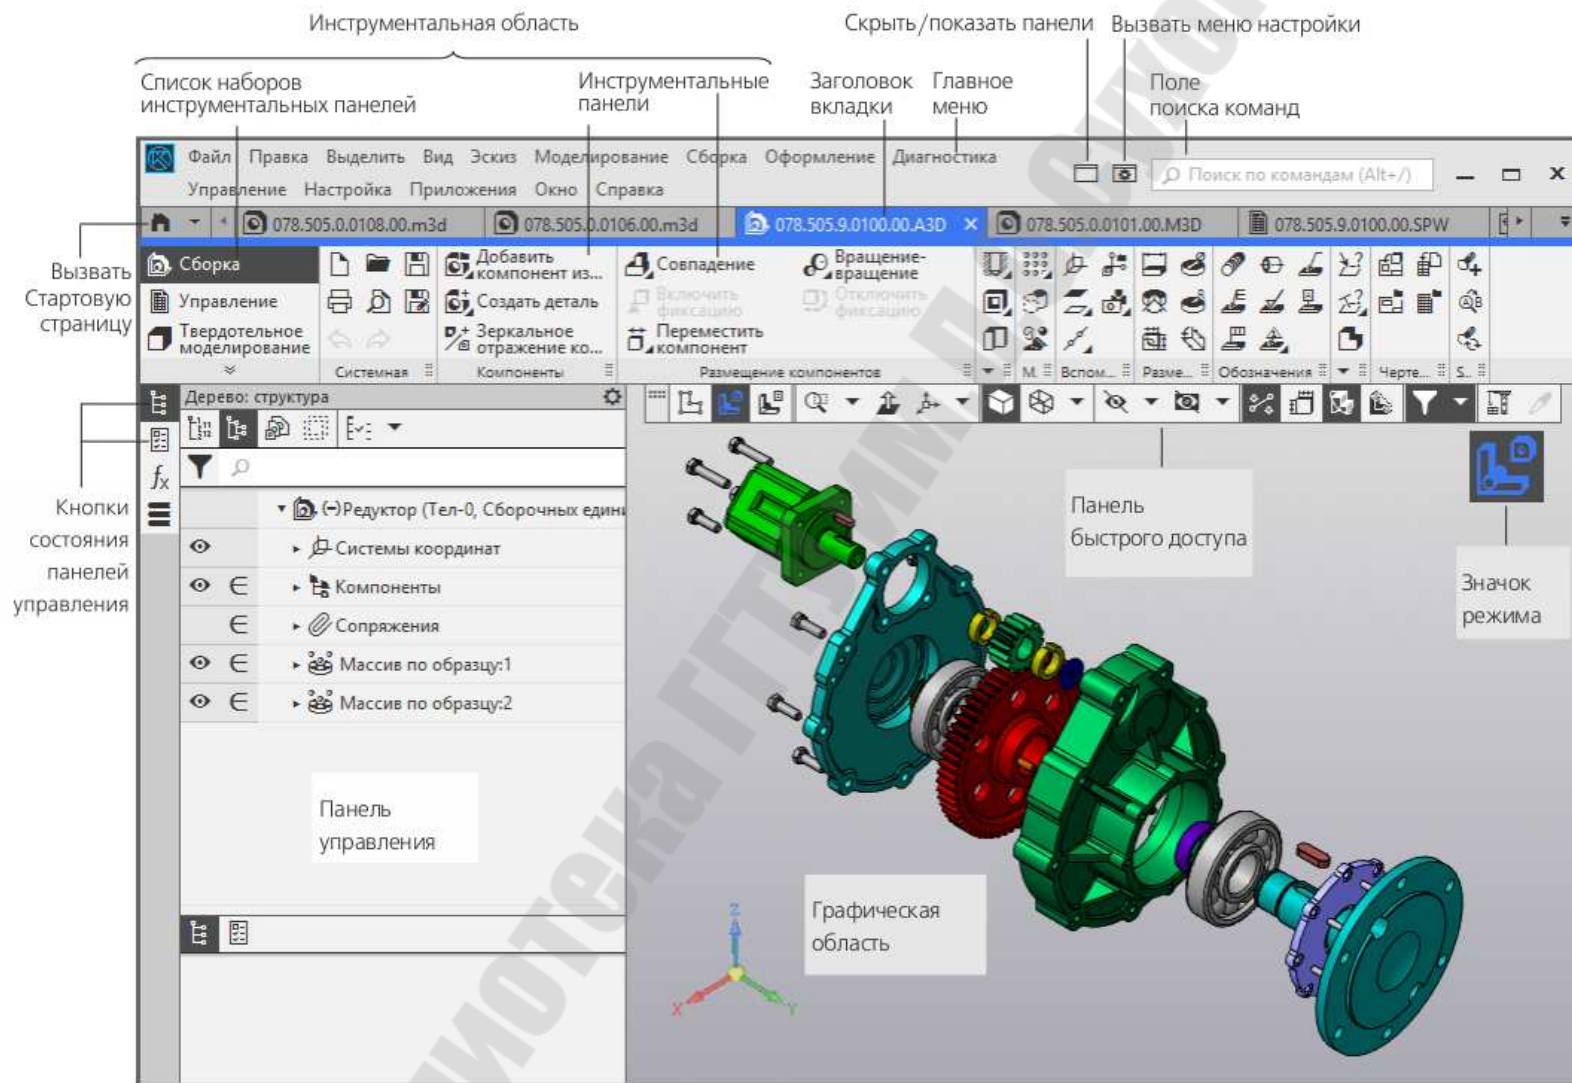 Инструментальная область
Скрыть/показать панели
Вызвать меню настройки
Список наборов
инструментальных панелей
Инструментальные
панели
Заголовок
вкладки
Главное
меню
Поле
поиска команд
Файл Правка Выделить Вид Эскиз Моделирование Сборка Оформление Диагностика
Управление Настройка Приложения Окно Справка
Поиск по командам (Alt+/)
078.505.0.0108.00.m3d
078.505.0.0106.00.m3d
078.505.9.0100.00.A3D
078.505.0.0101.00.M3D
078.505.9.0100.00.SPW
Вызвать
Стартовую
страницу
Сборка
Управление
Твердотельное
моделирование
Системная
Добавить
компонент из...
Создать деталь
Зеркальное
отражение ко...
Компоненты
Совпадение
Включить
фиксацию
Переместить
компонент
Вращение-
вращение
Отключить
фиксацию
Размещение компонентов
М.
Вспом...
Разме...
Обозначения
Черте...
S..
Дерево: структура
Кнопки
состояния
панелей
управления
(-)Редуктор (Тел-0, Сборочных един
Системы координат
Компоненты
Сопряжения
Массив по образцу:1
Массив по образцу:2
Панель
управления
Панель
быстрого доступа
Значок
режима
Графическая
область
Z
X
Y